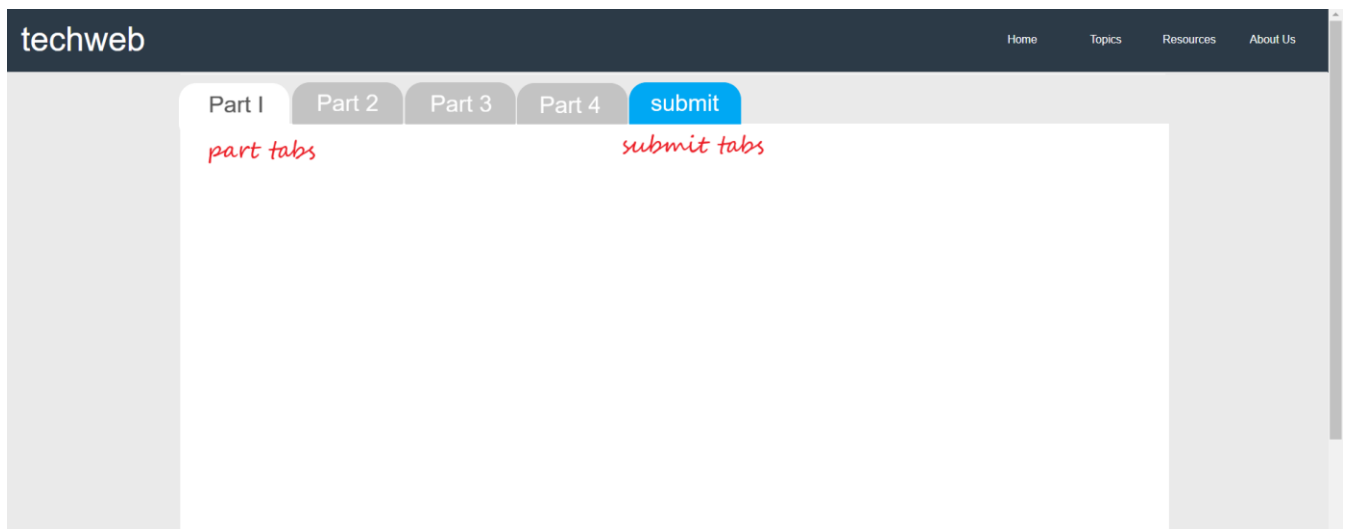 techweb Home Topics Resources About Us
Part I Part 2 Part 3 Part 4 submit
part tabs submit tabs